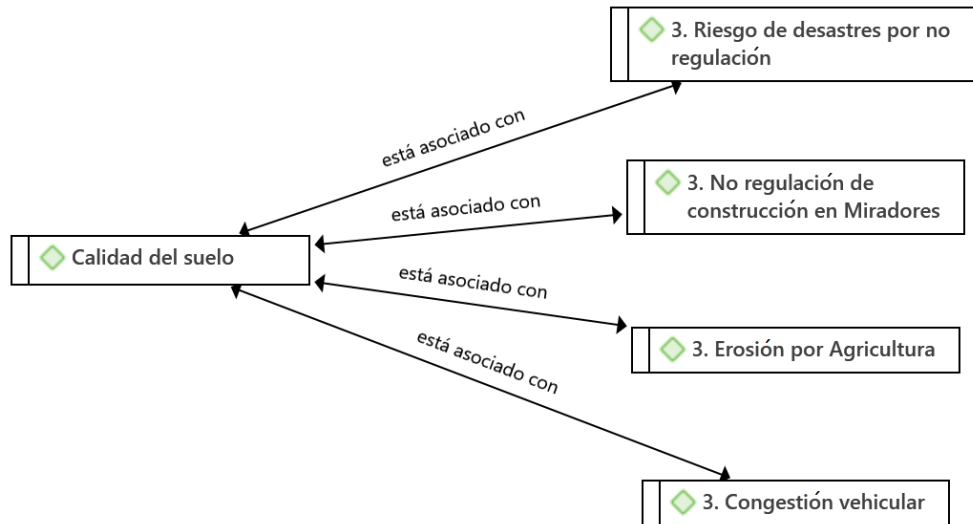 3. Riesgo de desastres por no
regulación
está asociado con
3. No regulación de
construcción en Miradores
está asociado con
Calidad del suelo
está asociado con
3. Erosión por Agricultura
está asociado con
3. Congestión vehicular